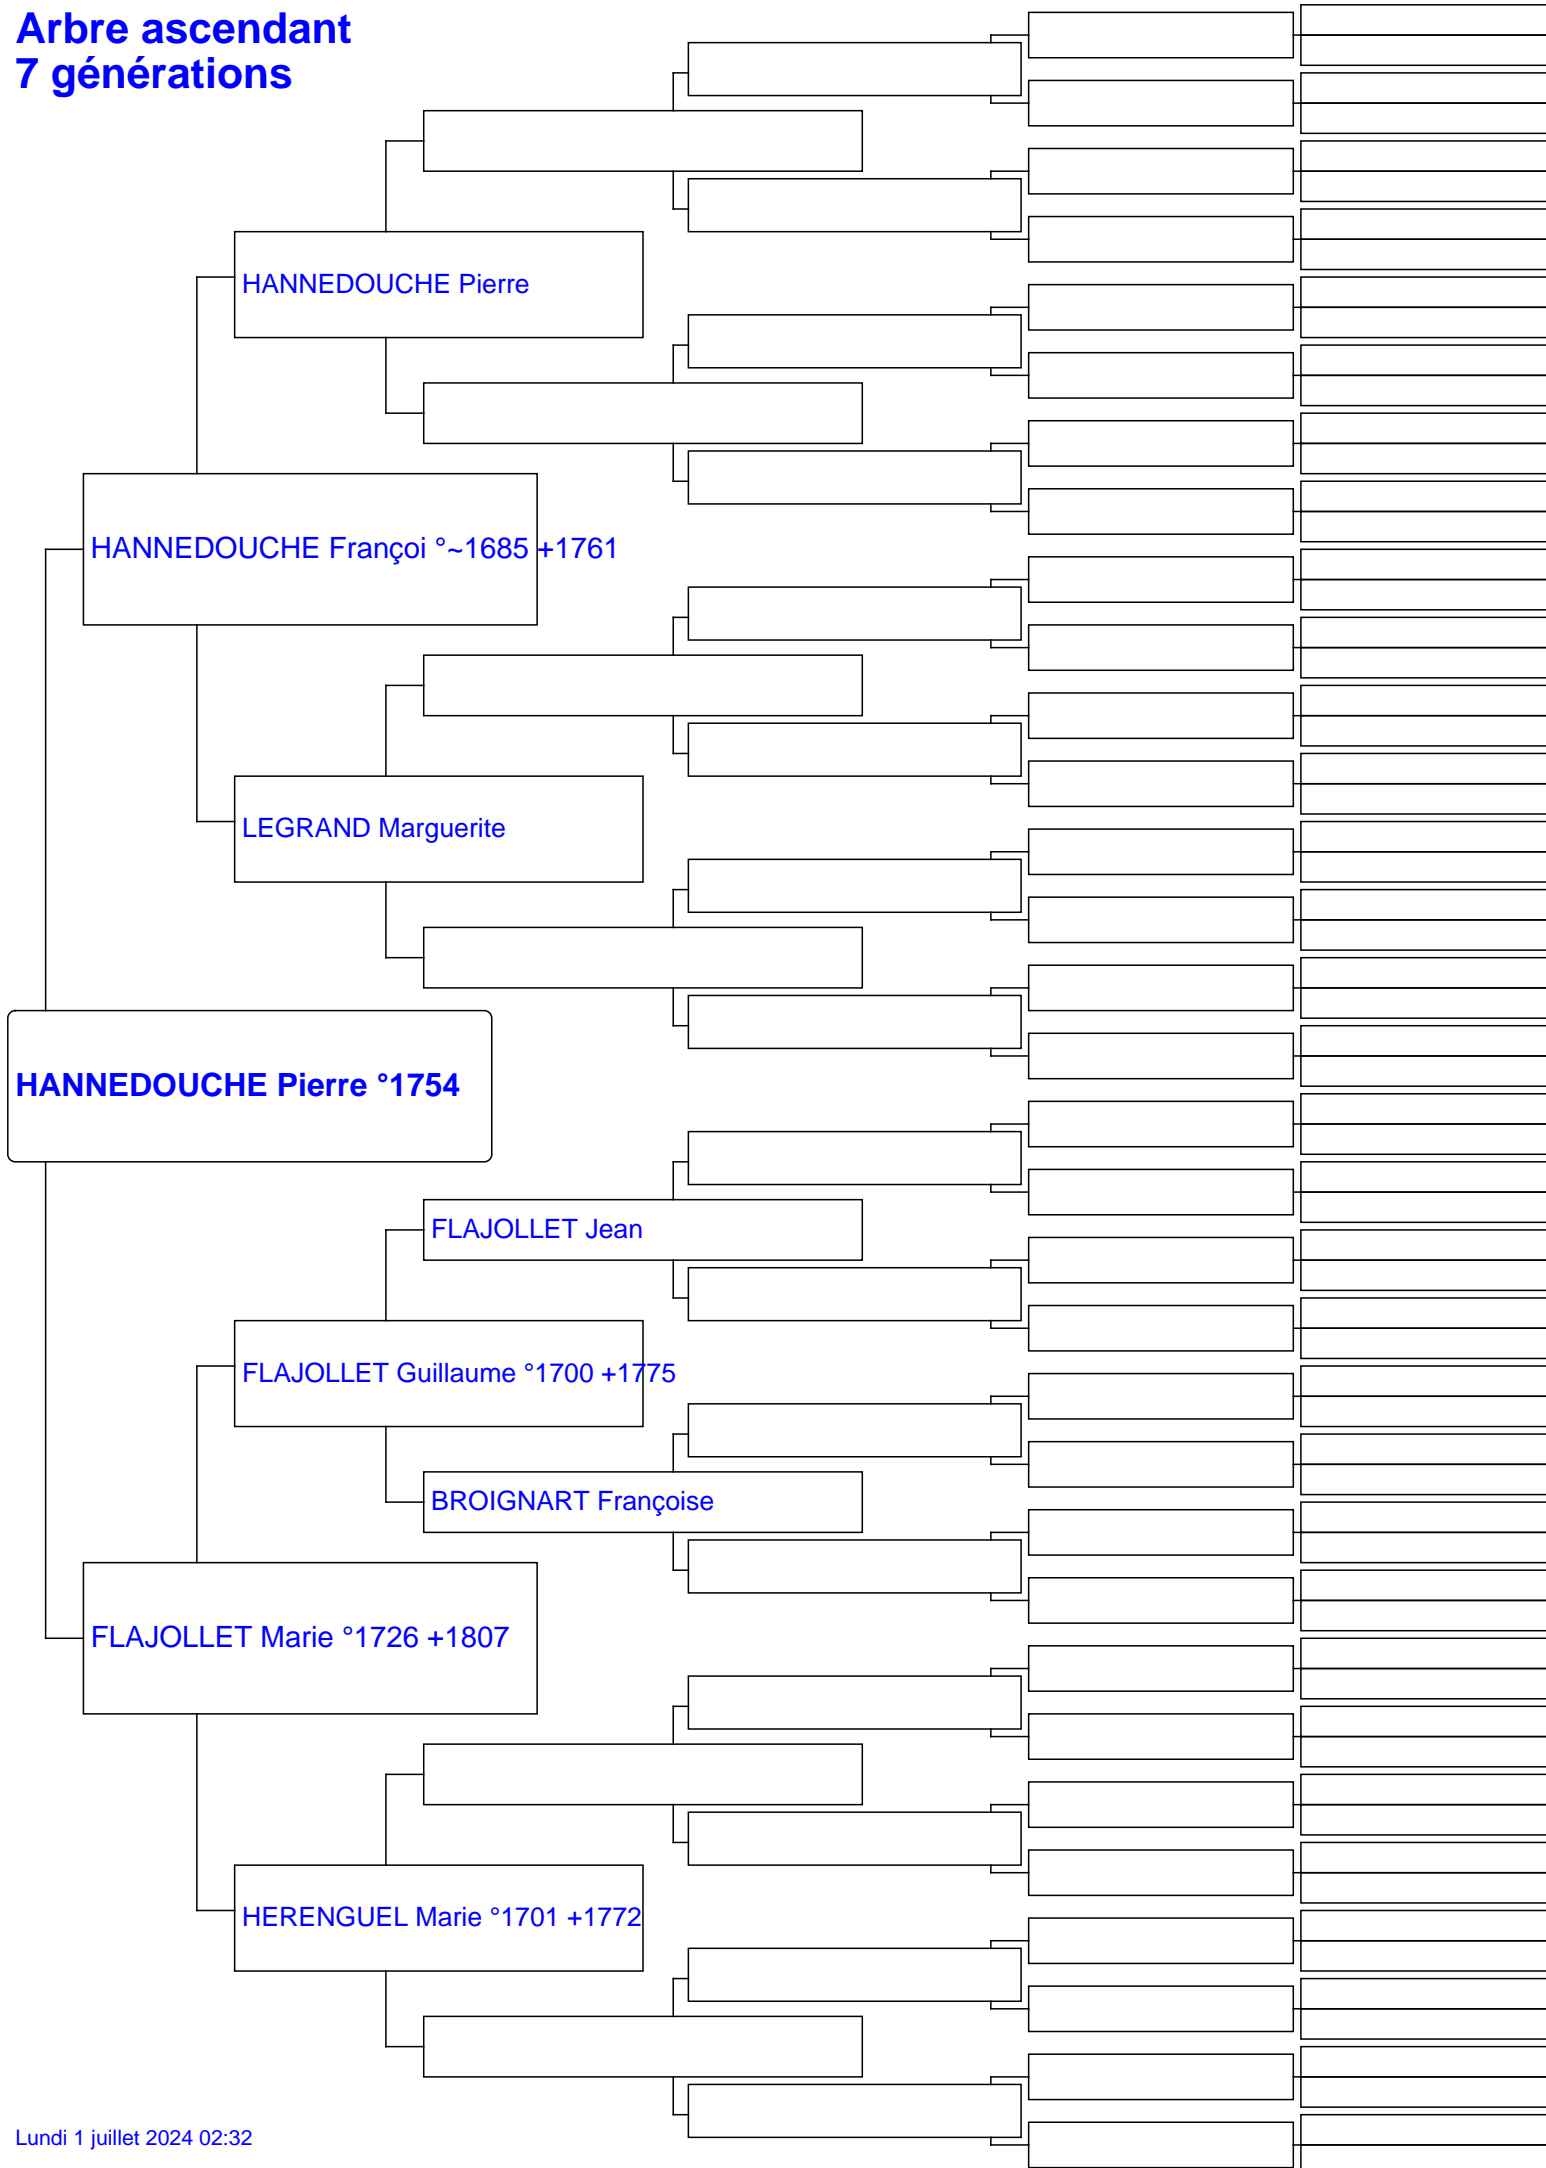 Arbre ascendant
7 générations
HANNEDOUCHE Pierre
HANNEDOUCHE Françoi °~1685 +1761
LEGRAND Marguerite
HANNEDOUCHE Pierre °1754
FLAJOLLET Jean
FLAJOLLET Guillaume °1700 +1775
BROIGNART Françoise
FLAJOLLET Marie °1726 +1807
HERENGUEL Marie °1701 +1772
Lundi 1 juillet 2024 02:32